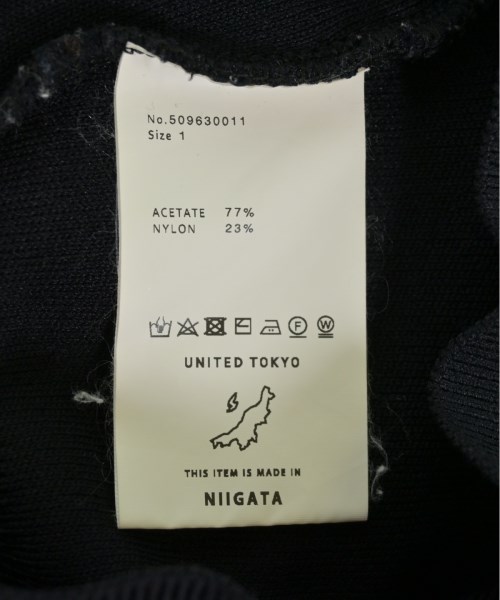 No.509630011
Size 1
ACETATE 77%
NYLON 23%
F W
UNITED TOKYO
THIS ITEM IS MADE IN
NIIGATA